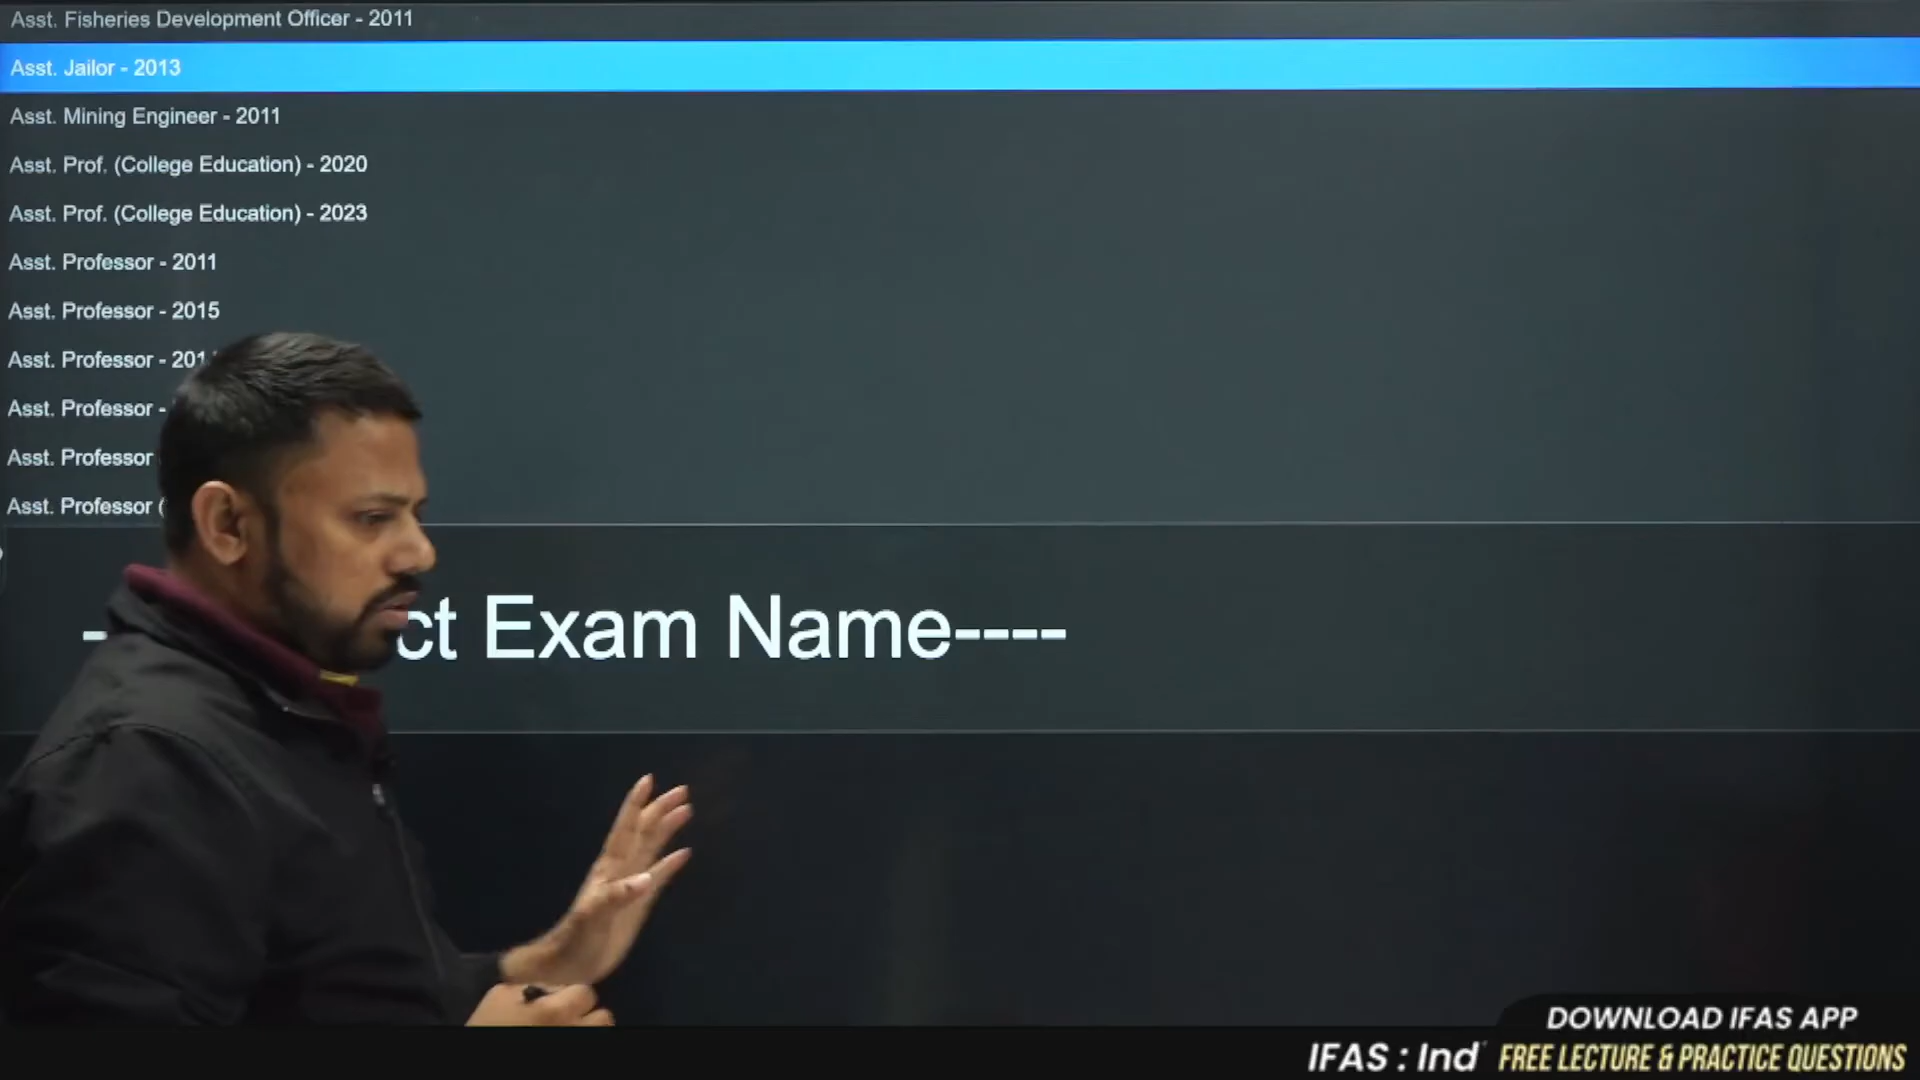 Asst. Fisheries Development Officer - 2011
Asst. Jailor - 2013
Asst. Mining Engineer - 2011
Asst. Prof. (College Education) - 2020
Asst. Prof. (College Education) - 2023
Asst. Professor - 2011
Asst. Professor - 2015
Asst. Professor - 201
Asst. Professor -
Asst. Professor
Asst. Professor (
-ct Exam Name----
DOWNLOAD IFAS APP
IFAS : Ind
FREE LECTURE & PRACTICE QUESTIONS